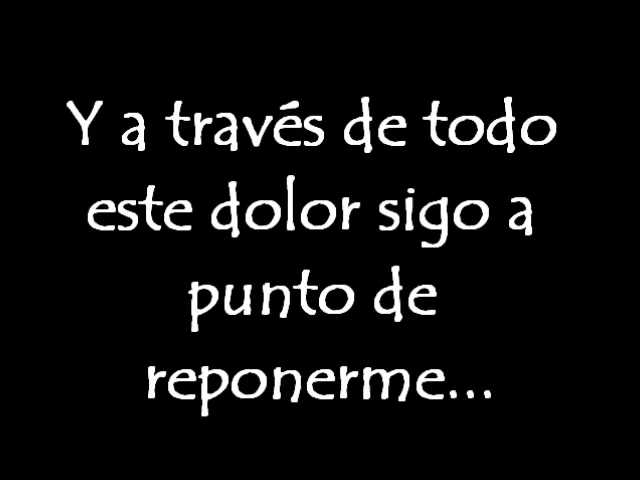 Y a través de todo
este dolor sigo a
punto de
reponerme...